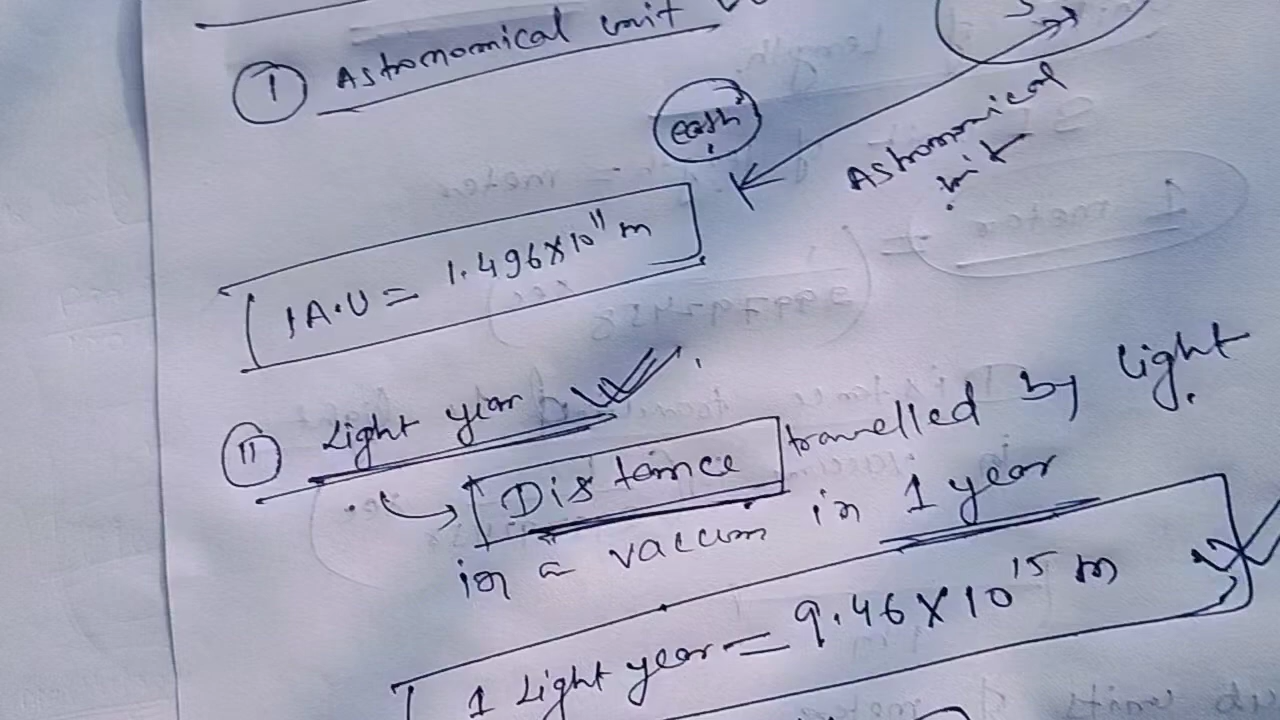 I Astronomical unit
S
earth
Astronomical
unit
1 A.U = 1.496×10¹¹ m
II Light year
Distance travelled by light
in a vaccum in 1 year
1 Light year = 9.46×10¹⁵ m